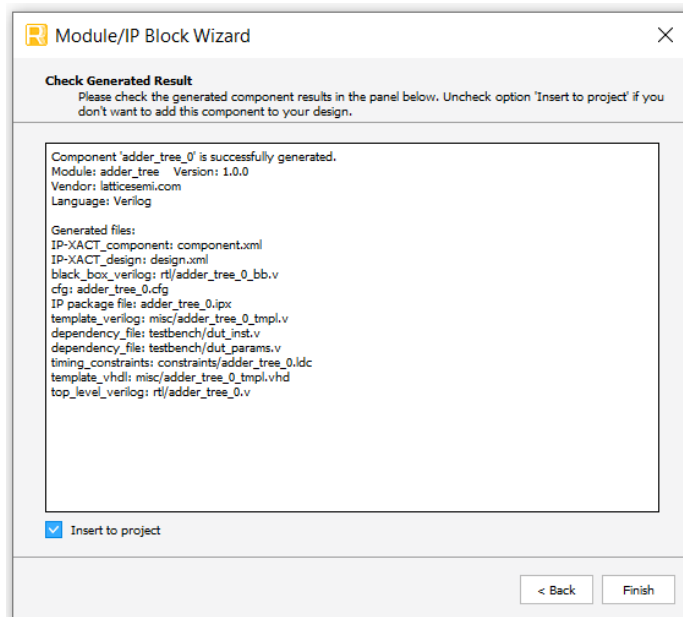 Module/IP Block Wizard
Check Generated Result
Please check the generated component results in the panel below. Uncheck option 'Insert to project' if you
don't want to add this component to your design.
Component 'adder_tree_0' is successfully generated.
Module: adder_tree    Version: 1.0.0
Vendor: latticesemi.com
Language: Verilog
Generated files:
IP-XACT_component: component.xml
IP-XACT_design: design.xml
black_box_verilog: rtl/adder_tree_0_bb.v
cfg: adder_tree_0.cfg
IP package file: adder_tree_0.ipx
template_verilog: misc/adder_tree_0_tmpl.v
dependency_file: testbench/dut_inst.v
dependency_file: testbench/dut_params.v
timing_constraints: constraints/adder_tree_0.ldc
template_vhdl: misc/adder_tree_0_tmpl.vhd
top_level_verilog: rtl/adder_tree_0.v
Insert to project
< Back
Finish